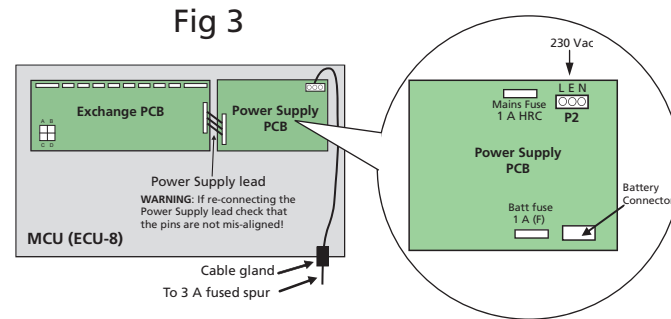 Fig 3
Exchange PCB
A B
C D
Power Supply
PCB
Power Supply lead
WARNING: If re-connecting the
Power Supply lead check that
the pins are not mis-aligned!
MCU (ECU-8)
Cable gland
To 3 A fused spur
230 Vac
L E N
Mains Fuse
1 A HRC
P2
Power Supply
PCB
Batt fuse
1 A (F)
Battery
Connector